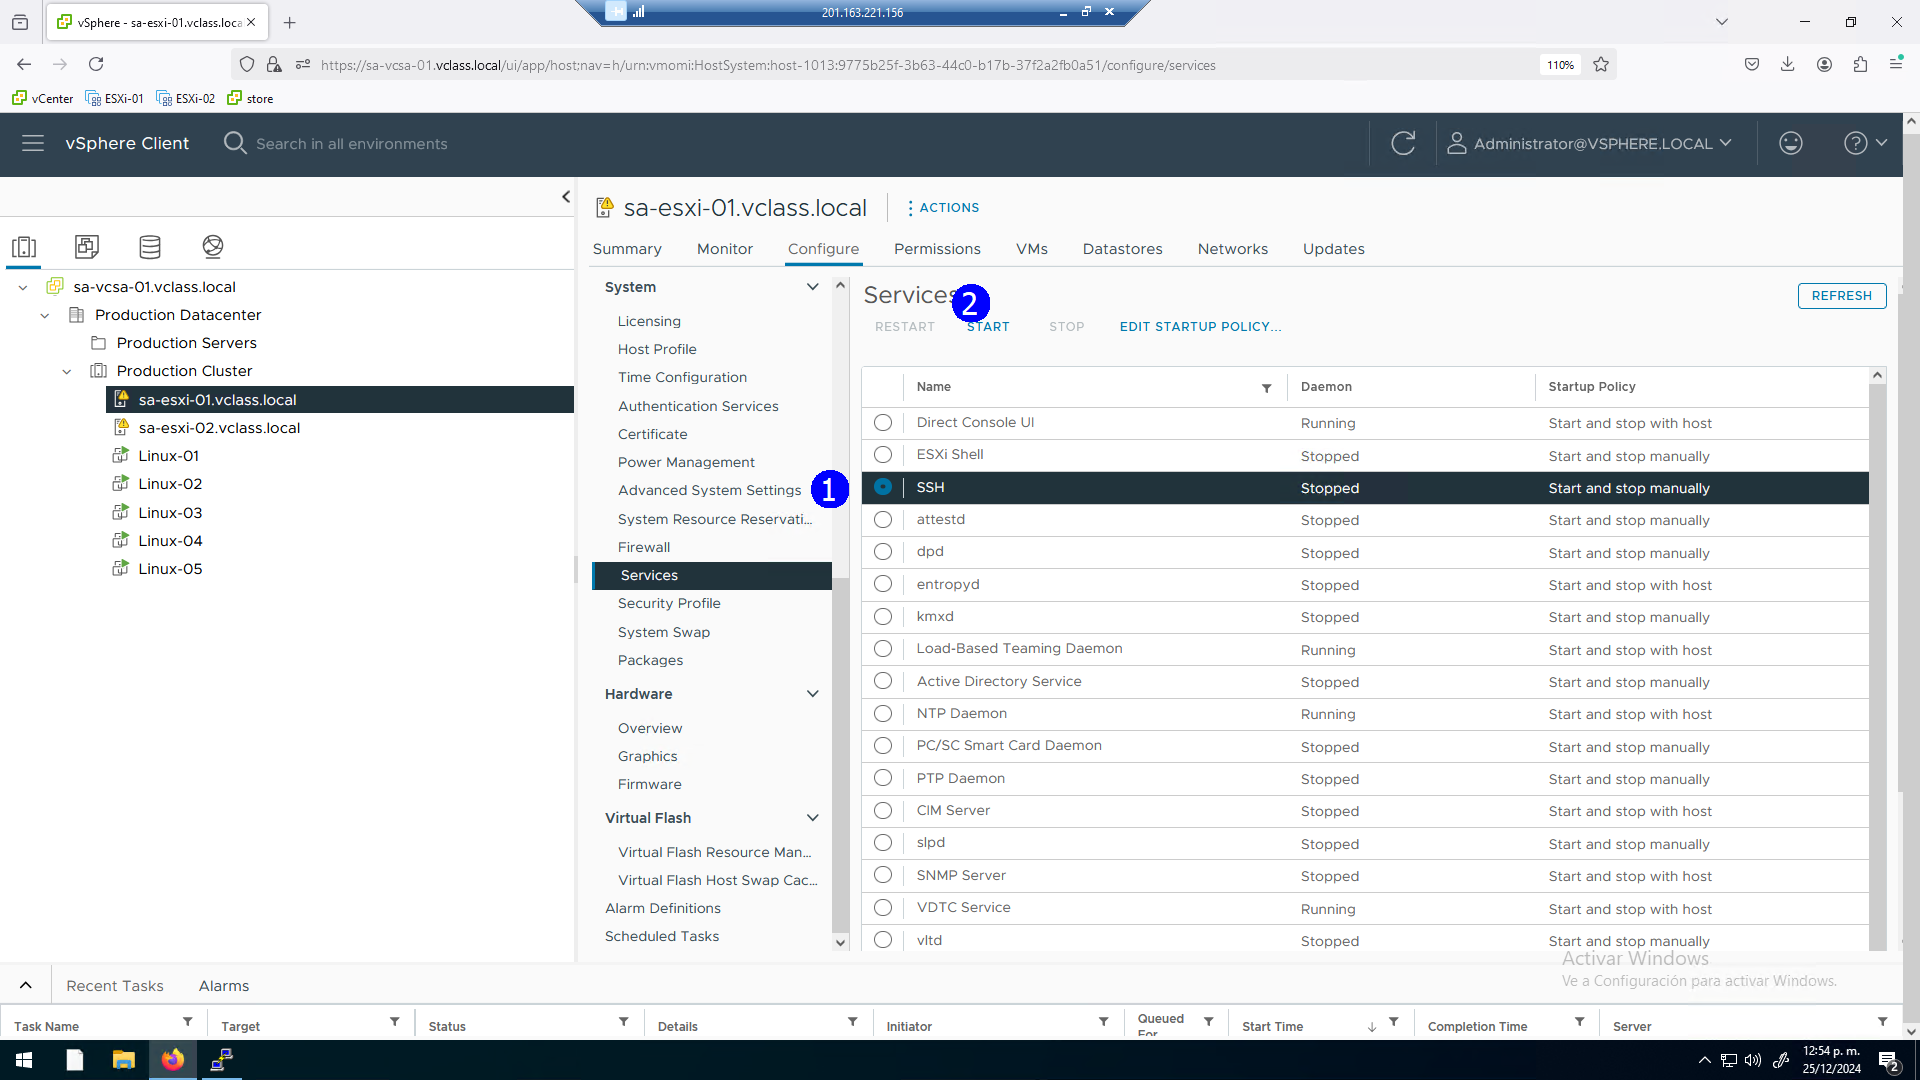 vSphere - sa-esxi-01.vclass.loca
201.163.221.156
https://sa-vcsa-01.vclass.local/ui/app/host;nav=h/urn:vmomi:HostSystem:host-1013:9775b25f-3b63-44c0-b17b-37f2a2fb0a51/configure/services
110%
vCenter ESXi-01 ESXi-02 store
vSphere Client
Search in all environments
Administrator@VSPHERE.LOCAL
sa-vcsa-01.vclass.local
Production Datacenter
Production Servers
Production Cluster
sa-esxi-01.vclass.local
sa-esxi-02.vclass.local
Linux-01
Linux-02
Linux-03
Linux-04
Linux-05
sa-esxi-01.vclass.local
ACTIONS
Summary Monitor Configure Permissions VMs Datastores Networks Updates
System
Licensing
Host Profile
Time Configuration
Authentication Services
Certificate
Power Management
Advanced System Settings
System Resource Reservati...
Firewall
Services
Security Profile
System Swap
Packages
Hardware
Overview
Graphics
Firmware
Virtual Flash
Virtual Flash Resource Man...
Virtual Flash Host Swap Cac...
Alarm Definitions
Scheduled Tasks
1
Services
2
REFRESH
RESTART START STOP EDIT STARTUP POLICY...
Name Daemon Startup Policy
Direct Console UI Running Start and stop with host
ESXi Shell Stopped Start and stop with host
SSH Stopped Start and stop manually
attestd Stopped Start and stop manually
dpd Stopped Start and stop manually
entropyd Stopped Start and stop with host
kmxd Stopped Start and stop manually
Load-Based Teaming Daemon Running Start and stop with host
Active Directory Service Stopped Start and stop manually
NTP Daemon Running Start and stop with host
PC/SC Smart Card Daemon Stopped Start and stop manually
PTP Daemon Stopped Start and stop manually
CIM Server Stopped Start and stop with host
slpd Stopped Start and stop manually
SNMP Server Stopped Start and stop with host
VDTC Service Running Start and stop with host
vltd Stopped Start and stop manually
Activar Windows
Ve a Configuración para activar Windows.
Recent Tasks Alarms
Task Name Target Status Details Initiator Queued For Start Time Completion Time Server
12:54 p. m.
25/12/2024
2